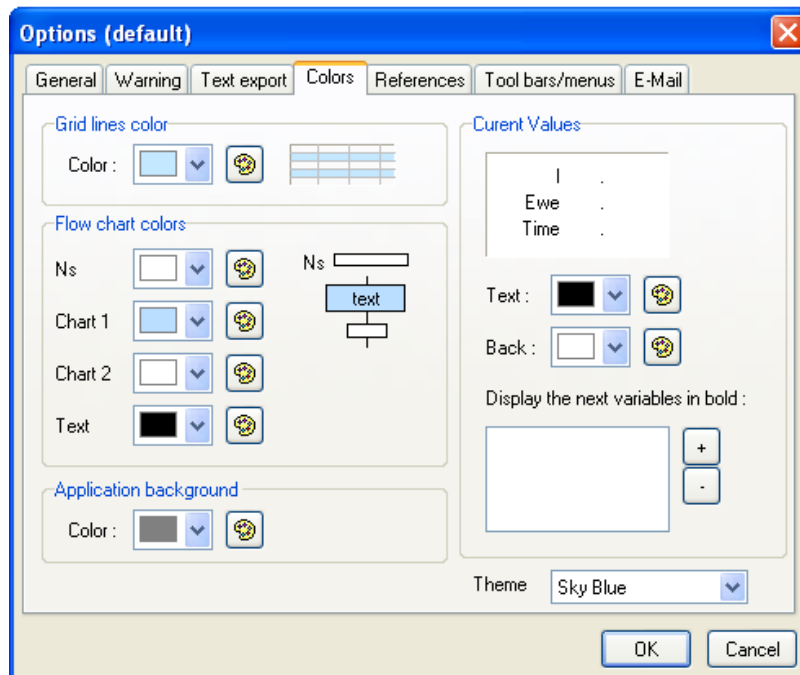 Options (default)
General Warning Text export Colors References Tool bars/menus E-Mail
Grid lines color
Color :
Flow chart colors
Ns
Chart 1
Chart 2
Text
Ns
text
Application background
Color :
Curent Values
I .
Ewe .
Time .
Text :
Back :
Display the next variables in bold :
+
-
Theme Sky Blue
OK Cancel